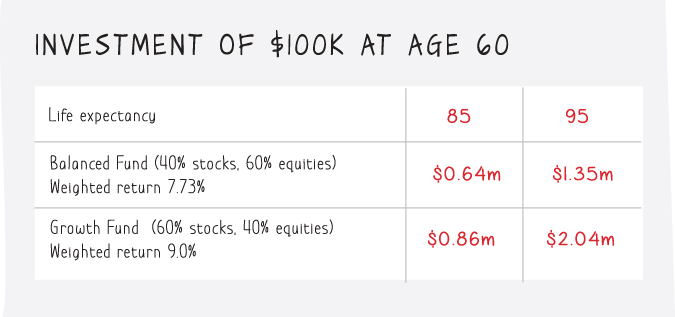 INVESTMENT OF $100K AT AGE 60
Life expectancy 85 95
Balanced Fund (40% stocks, 60% equities)
Weighted return 7.73%
$0.64m $1.35m
Growth Fund (60% stocks, 40% equities)
Weighted return 9.0%
$0.86m $2.04m